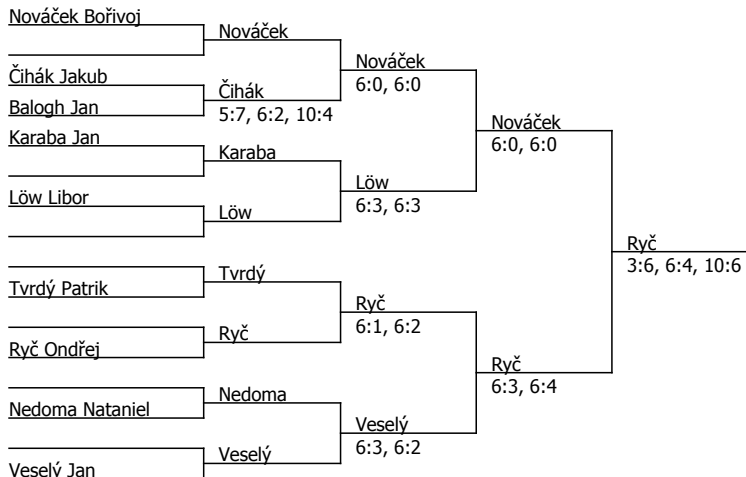 Nováček Bořivoj
Nováček
Čihák Jakub
Čihák
5:7, 6:2, 10:4
Balogh Jan
Nováček
6:0, 6:0
Karaba Jan
Karaba
Löw Libor
Löw
Löw
6:3, 6:3
Nováček
6:0, 6:0
Tvrdý Patrik
Tvrdý
Ryč Ondřej
Ryč
Ryč
6:1, 6:2
Nedoma Nataniel
Nedoma
Veselý Jan
Veselý
Veselý
6:3, 6:2
Ryč
6:3, 6:4
Ryč
3:6, 6:4, 10:6